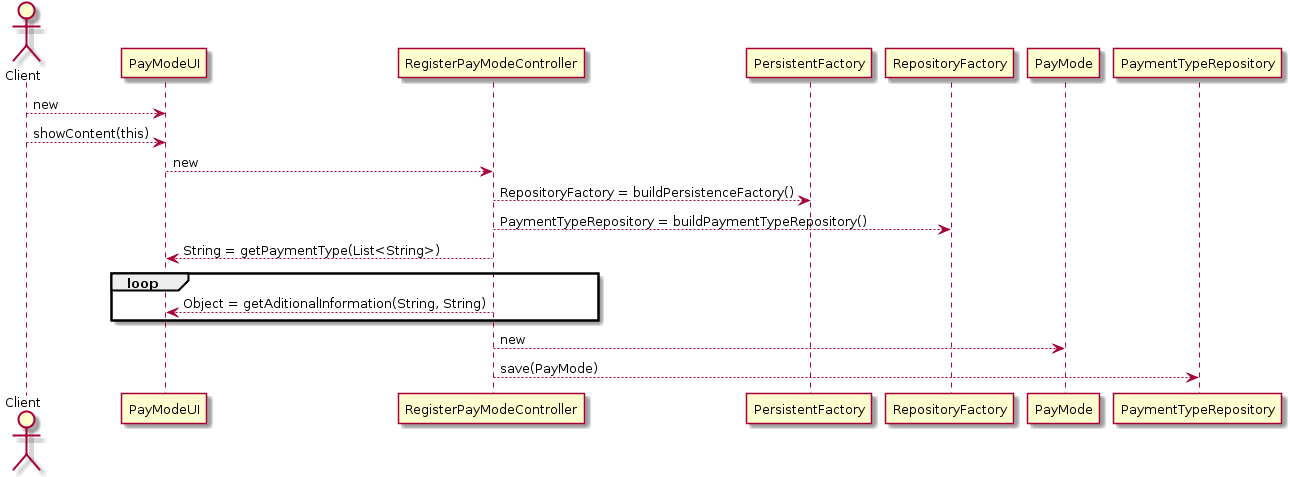 Client
PayModeUI
RegisterPayModeController
PersistentFactory
RepositoryFactory
PayMode
PaymentTypeRepository
new
showContent(this)
new
RepositoryFactory = buildPersistenceFactory()
PaymentTypeRepository = buildPaymentTypeRepository()
String = getPaymentType(List<String>)
loop
Object = getAditionalInformation(String, String)
new
save(PayMode)
Client
PayModeUI
RegisterPayModeController
PersistentFactory
RepositoryFactory
PayMode
PaymentTypeRepository